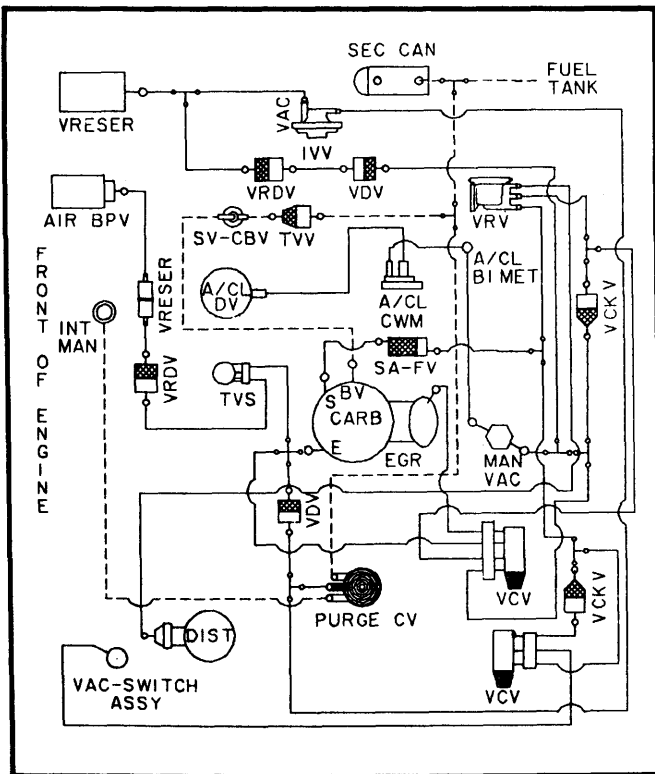 SEC CAN
FUEL
TANK
VRESER
VAC
IVV
VRDV
VDV
AIR BPV
VRV
SV-CBV
TVV
A/CL
BI MET
A/CL
DV
A/CL
CWM
VCKV
FRONT OF ENGINE
INT
MAN
VRESER
VRDV
SA-FV
TVS
S
BV
CARB
E
EGR
MAN
VAC
VDV
VCV
VCKV
PURGE CV
DIST
VAC-SWITCH
ASSY
VCV